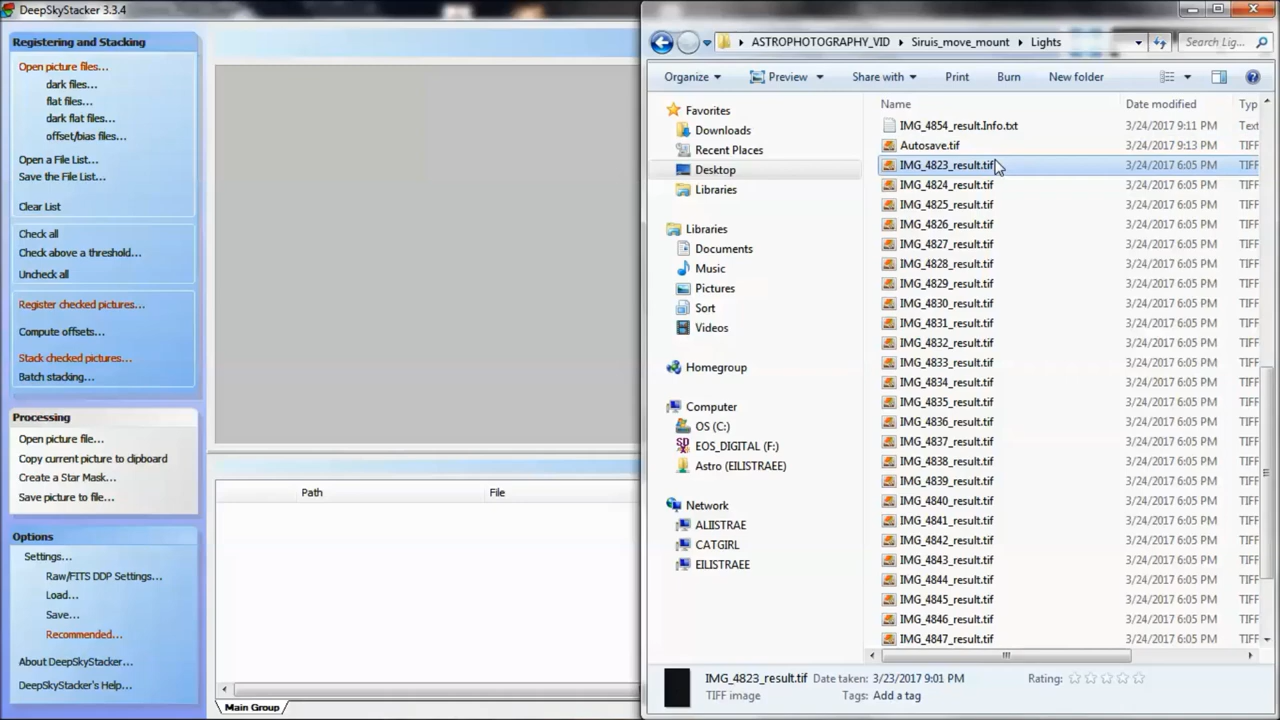 DeepSkyStacker 3.3.4
Registering and Stacking
Open picture files...
dark files...
flat files...
dark flat files...
offset/bias files...
Open a File List...
Save the File List...
Clear List
Check all
Check above a threshold...
Uncheck all
Register checked pictures...
Compute offsets...
Stack checked pictures...
Batch stacking...
Processing
Open picture file...
Copy current picture to clipboard
Create a Star Mask...
Save picture to file...
Options
Settings...
Raw/FITS DDP Settings...
Load...
Save...
Recommended...
About DeepSkyStacker...
DeepSkyStacker's Help...
Path File
Main Group
ASTROPHOTOGRAPHY_VID Siruis_move_mount Lights
Search Lig...
Organize Preview Share with Print Burn New folder
Favorites
Downloads
Recent Places
Desktop
Libraries
Libraries
Documents
Music
Pictures
Sort
Videos
Homegroup
Computer
OS (C:)
EOS_DIGITAL (F:)
Astro (EILISTRAEE)
Network
ALIISTRAE
CATGIRL
EILISTRAEE
Name Date modified Typ
IMG_4854_result.Info.txt 3/24/2017 9:11 PM Text
Autosave.tif 3/24/2017 9:13 PM TIFF
IMG_4823_result.tif 3/24/2017 6:05 PM TIFF
IMG_4824_result.tif 3/24/2017 6:05 PM TIFF
IMG_4825_result.tif 3/24/2017 6:05 PM TIFF
IMG_4826_result.tif 3/24/2017 6:05 PM TIFF
IMG_4827_result.tif 3/24/2017 6:05 PM TIFF
IMG_4828_result.tif 3/24/2017 6:05 PM TIFF
IMG_4829_result.tif 3/24/2017 6:05 PM TIFF
IMG_4830_result.tif 3/24/2017 6:05 PM TIFF
IMG_4831_result.tif 3/24/2017 6:05 PM TIFF
IMG_4832_result.tif 3/24/2017 6:05 PM TIFF
IMG_4833_result.tif 3/24/2017 6:05 PM TIFF
IMG_4834_result.tif 3/24/2017 6:05 PM TIFF
IMG_4835_result.tif 3/24/2017 6:05 PM TIFF
IMG_4836_result.tif 3/24/2017 6:05 PM TIFF
IMG_4837_result.tif 3/24/2017 6:05 PM TIFF
IMG_4838_result.tif 3/24/2017 6:05 PM TIFF
IMG_4839_result.tif 3/24/2017 6:05 PM TIFF
IMG_4840_result.tif 3/24/2017 6:05 PM TIFF
IMG_4841_result.tif 3/24/2017 6:05 PM TIFF
IMG_4842_result.tif 3/24/2017 6:05 PM TIFF
IMG_4843_result.tif 3/24/2017 6:05 PM TIFF
IMG_4844_result.tif 3/24/2017 6:05 PM TIFF
IMG_4845_result.tif 3/24/2017 6:05 PM TIFF
IMG_4846_result.tif 3/24/2017 6:05 PM TIFF
IMG_4847_result.tif 3/24/2017 6:05 PM TIFF
IMG_4823_result.tif Date taken: 3/23/2017 9:01 PM Rating:
TIFF image Tags: Add a tag